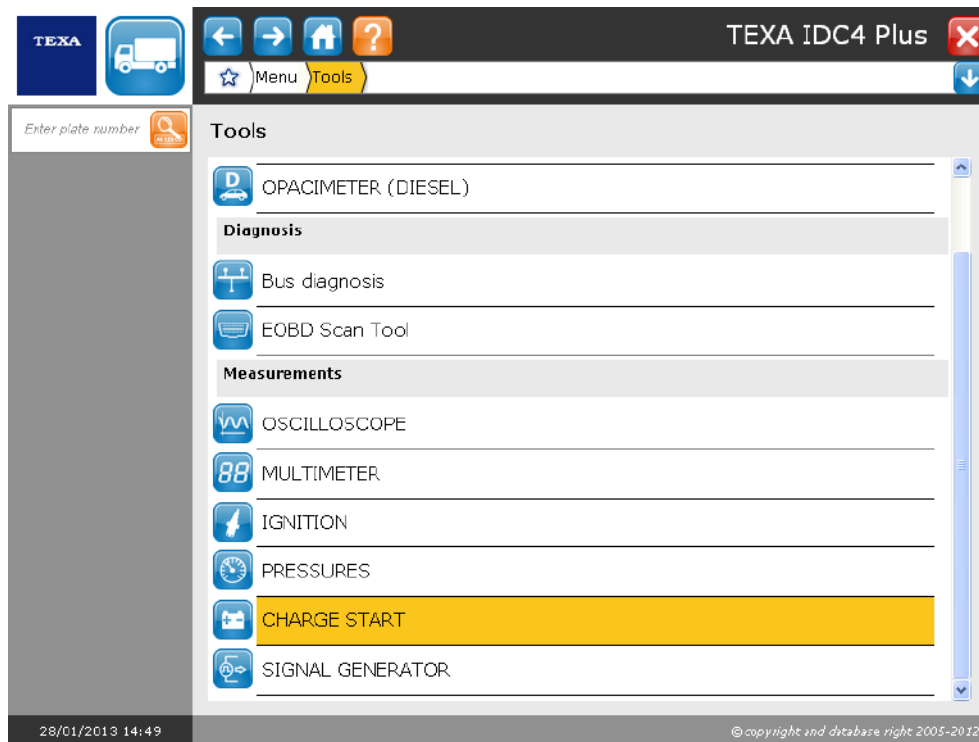 TEXA
TEXA IDC4 Plus
Menu
Tools
Enter plate number
Tools
D
OPACIMETER (DIESEL)
Diagnosis
Bus diagnosis
EOBD Scan Tool
Measurements
OSCILLOSCOPE
88
MULTIMETER
IGNITION
PRESSURES
CHARGE START
SIGNAL GENERATOR
28/01/2013 14:49
© copyright and database right 2005-2012